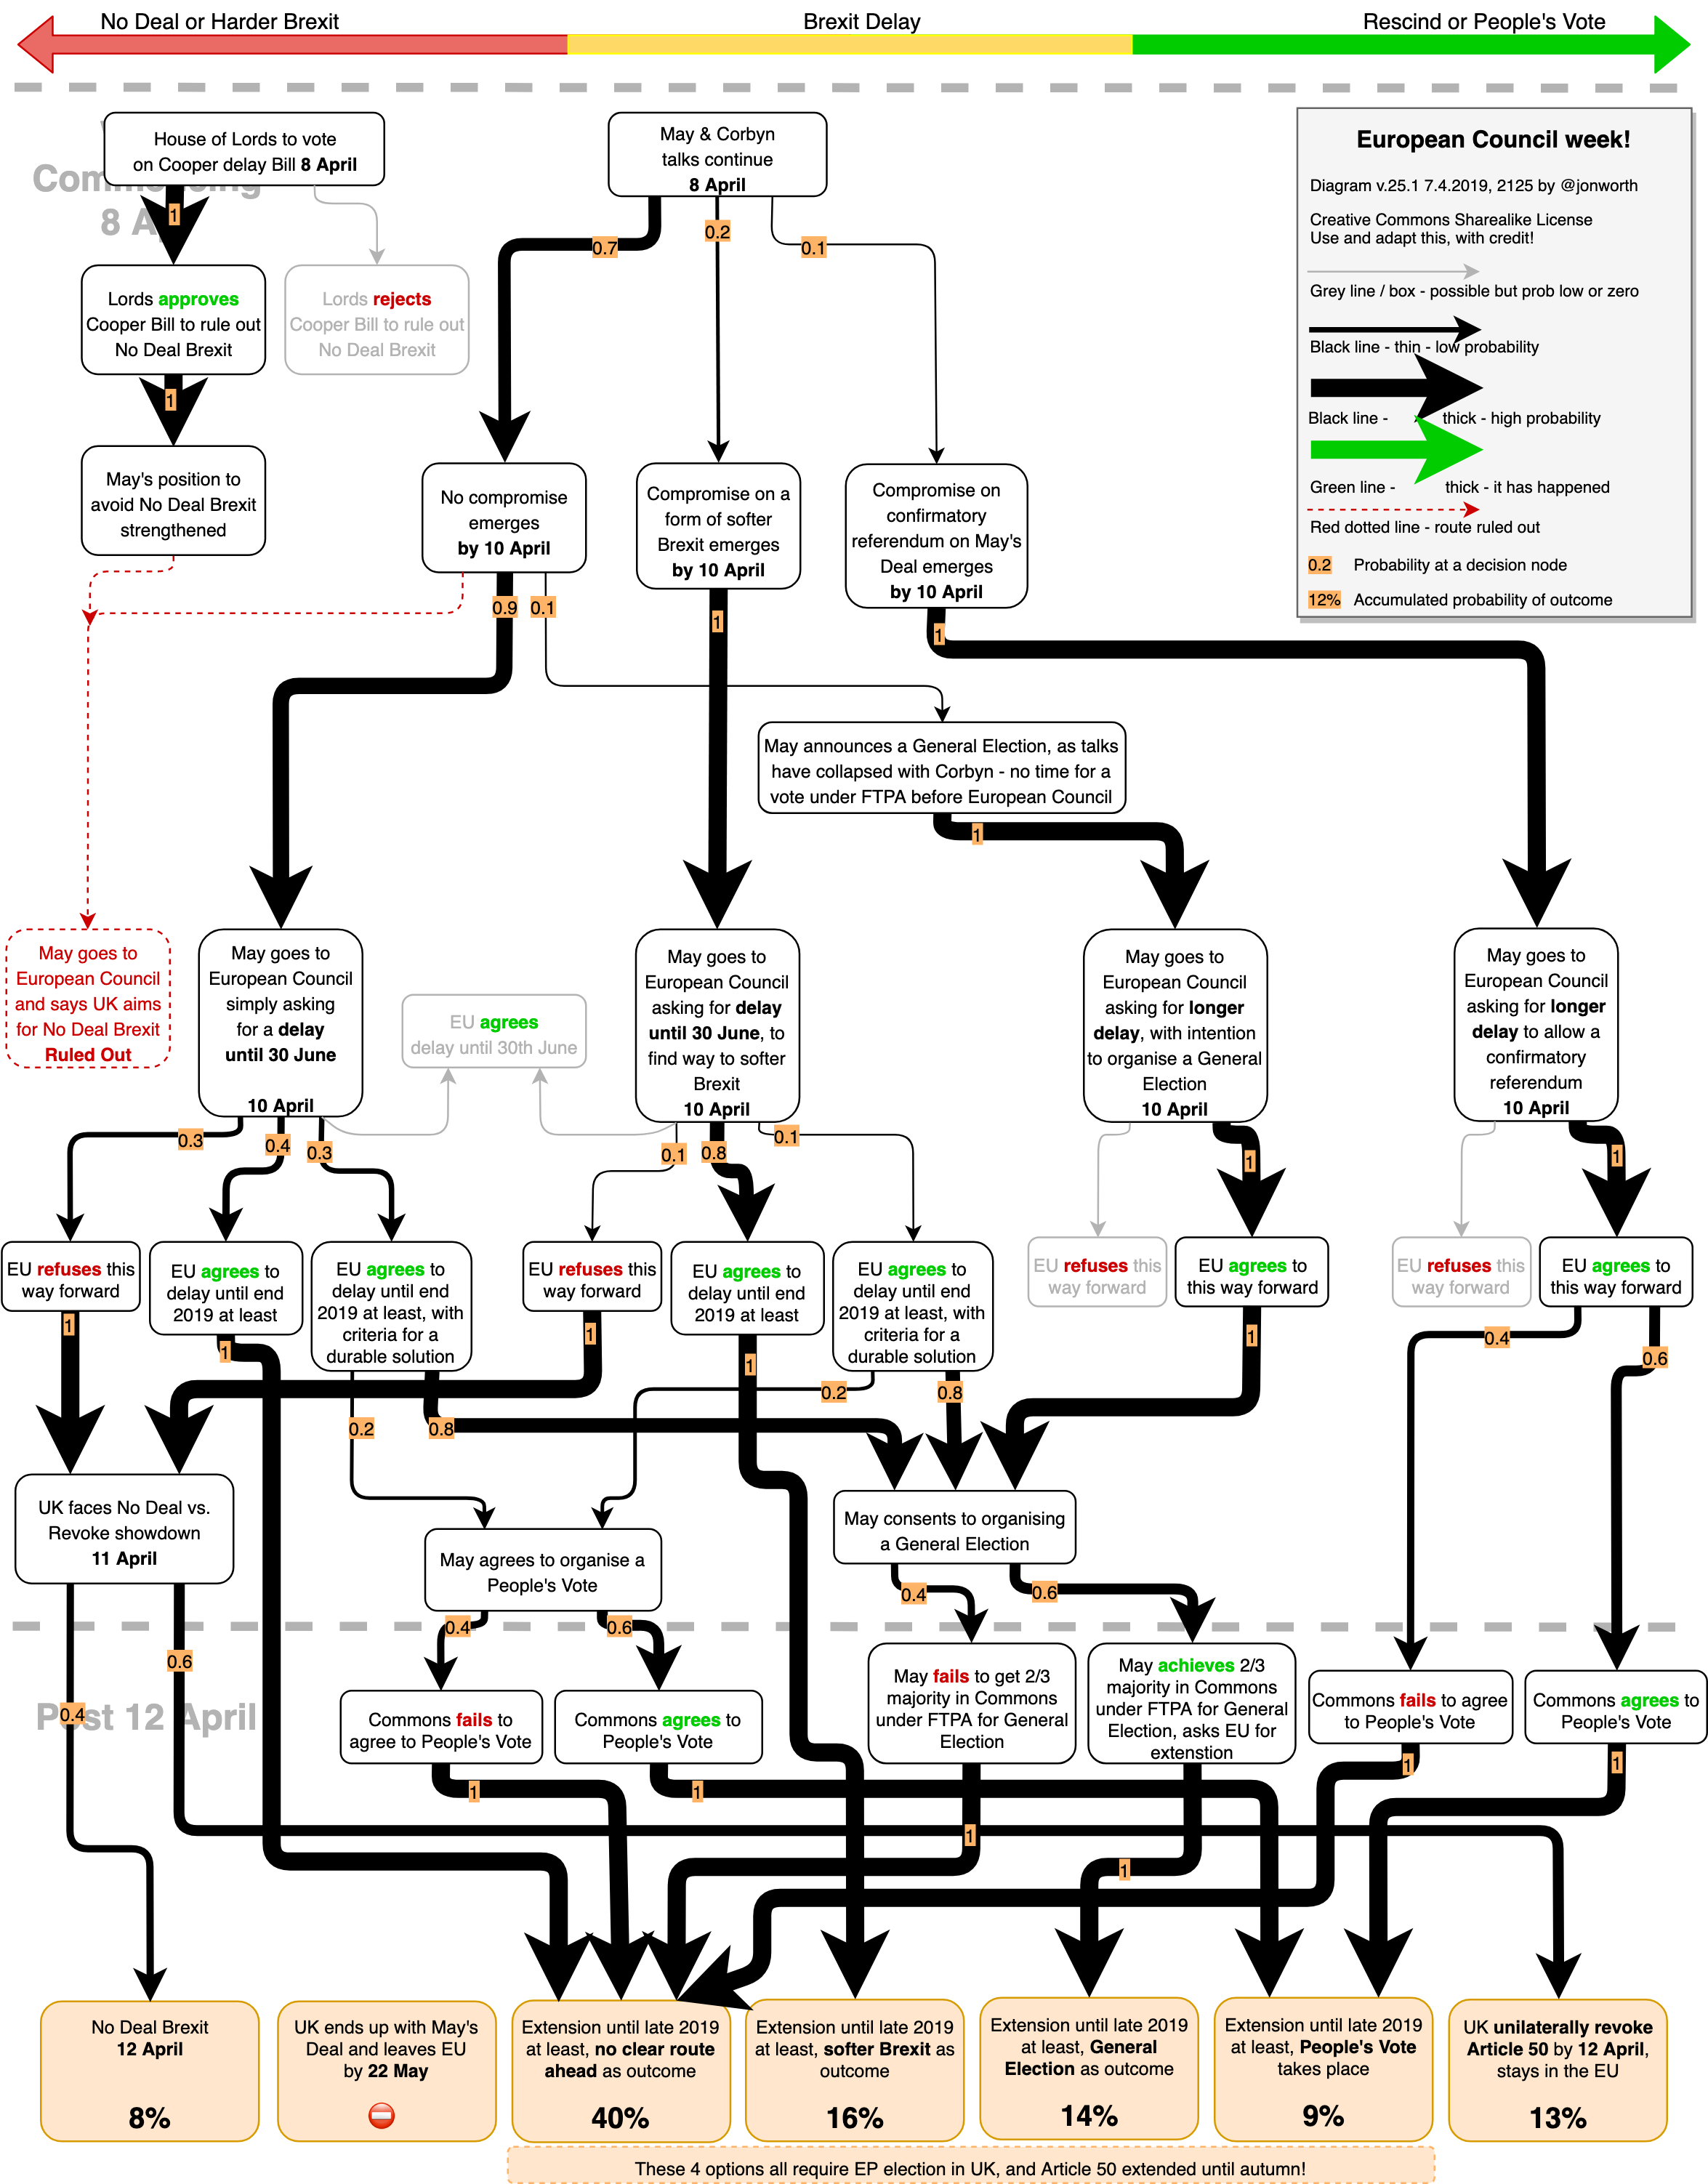 No Deal or Harder Brexit
Brexit Delay
Rescind or People's Vote
House of Lords to vote
on Cooper delay Bill 8 April
May & Corbyn
talks continue
8 April
European Council week!
Diagram v.25.1 7.4.2019, 2125 by @jonworth
Creative Commons Sharealike License
Use and adapt this, with credit!
Grey line / box - possible but prob low or zero
Black line - thin - low probability
Black line - thick - high probability
Green line - thick - it has happened
Red dotted line - route ruled out
0.2 Probability at a decision node
12% Accumulated probability of outcome
8
1
0.7
0.2
0.1
Lords approves
Cooper Bill to rule out
No Deal Brexit
Lords rejects
Cooper Bill to rule out
No Deal Brexit
1
May's position to
avoid No Deal Brexit
strengthened
No compromise
emerges
by 10 April
Compromise on a
form of softer
Brexit emerges
by 10 April
Compromise on
confirmatory
referendum on May's
Deal emerges
by 10 April
0.9
0.1
1
1
May announces a General Election, as talks
have collapsed with Corbyn - no time for a
vote under FTPA before European Council
1
May goes to
European Council
and says UK aims
for No Deal Brexit
Ruled Out
May goes to
European Council
simply asking
for a delay
until 30 June
10 April
EU agrees
delay until 30th June
May goes to
European Council
asking for delay
until 30 June, to
find way to softer
Brexit
10 April
May goes to
European Council
asking for longer
delay, with intention
to organise a General
Election
10 April
May goes to
European Council
asking for longer
delay to allow a
confirmatory
referendum
10 April
0.3
0.4
0.3
0.1
0.8
0.1
1
1
EU refuses this
way forward
EU agrees to
delay until end
2019 at least
EU agrees to
delay until end
2019 at least, with
criteria for a
durable solution
EU refuses this
way forward
EU agrees to
delay until end
2019 at least
EU agrees to
delay until end
2019 at least, with
criteria for a
durable solution
EU refuses this
way forward
EU agrees to
this way forward
EU refuses this
way forward
EU agrees to
this way forward
1
1
1
1
1
0.4
0.6
0.2
0.8
0.2
0.8
UK faces No Deal vs.
Revoke showdown
11 April
May agrees to organise a
People's Vote
May consents to organising
a General Election
0.4
0.6
0.4
0.6
0.4
0.6
Post 12 April
Commons fails to
agree to People's Vote
Commons agrees to
People's Vote
May fails to get 2/3
majority in Commons
under FTPA for General
Election
May achieves 2/3
majority in Commons
under FTPA for General
Election, asks EU for
extenstion
Commons fails to agree
to People's Vote
Commons agrees to
People's Vote
1
1
1
1
1
1
No Deal Brexit
12 April
8%
UK ends up with May's
Deal and leaves EU
by 22 May
Extension until late 2019
at least, no clear route
ahead as outcome
40%
Extension until late 2019
at least, softer Brexit as
outcome
16%
Extension until late 2019
at least, General
Election as outcome
14%
Extension until late 2019
at least, People's Vote
takes place
9%
UK unilaterally revoke
Article 50 by 12 April,
stays in the EU
13%
These 4 options all require EP election in UK, and Article 50 extended until autumn!